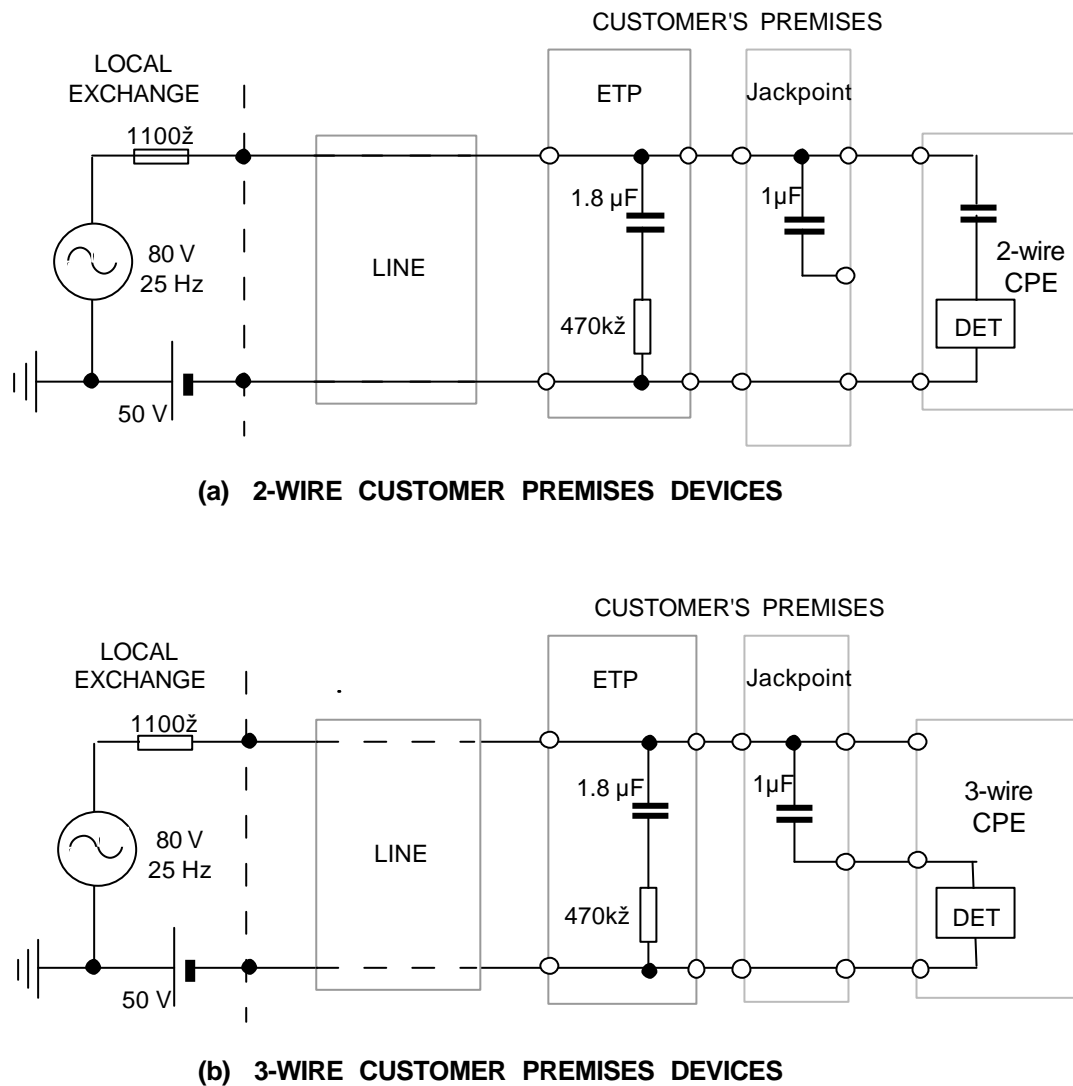 CUSTOMER'S PREMISES
LOCAL
EXCHANGE
ETP
Jackpoint
1100ž
1.8 µF
1µF
80 V
25 Hz
LINE
2-wire
CPE
470kž
DET
50 V
(a) 2-WIRE CUSTOMER PREMISES DEVICES
CUSTOMER'S PREMISES
LOCAL
EXCHANGE
ETP
Jackpoint
1100ž
1.8 µF
1µF
3-wire
CPE
80 V
25 Hz
LINE
470kž
DET
50 V
(b) 3-WIRE CUSTOMER PREMISES DEVICES